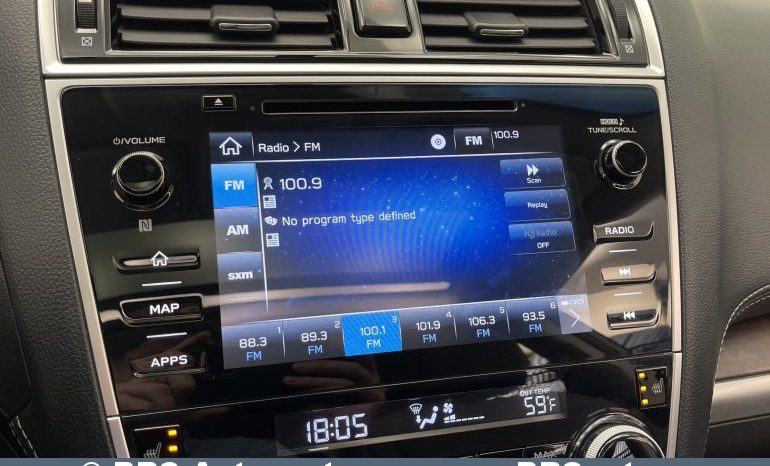 Radio > FM
FM
100.9
⏻/VOLUME
HOLD
TUNE/SCROLL
FM
100.9
Scan
AM
No program type defined
Replay
HD Radio
OFF
sxm
RADIO
MAP
APPS
1
88.3
FM
2
89.3
FM
3
100.1
FM
4
101.9
FM
5
106.3
FM
6
93.5
FM
18:05
OUT TEMP
59°F
MAX